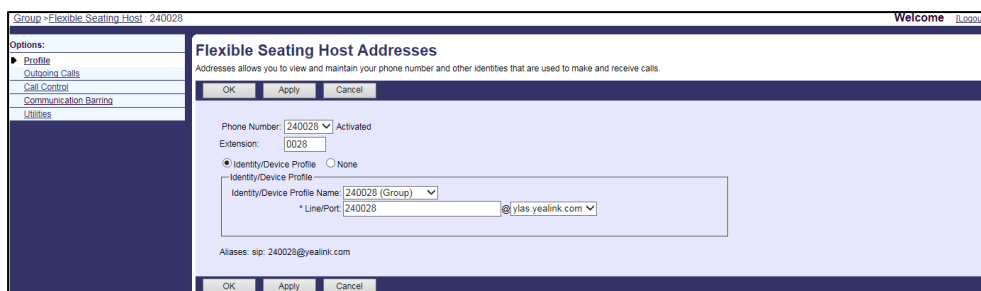 Group >Flexible Seating Host : 240028
Welcome [Logou
Options:
Profile
Outgoing Calls
Call Control
Communication Barring
Utilities
Flexible Seating Host Addresses
Addresses allows you to view and maintain your phone number and other identities that are used to make and receive calls.
OK Apply Cancel
Phone Number: 240028 Activated
Extension: 0028
Identity/Device Profile None
Identity/Device Profile
Identity/Device Profile Name: 240028 (Group)
* Line/Port: 240028 @ ylas.yealink.com
Aliases: sip: 240028@yealink.com
OK Apply Cancel